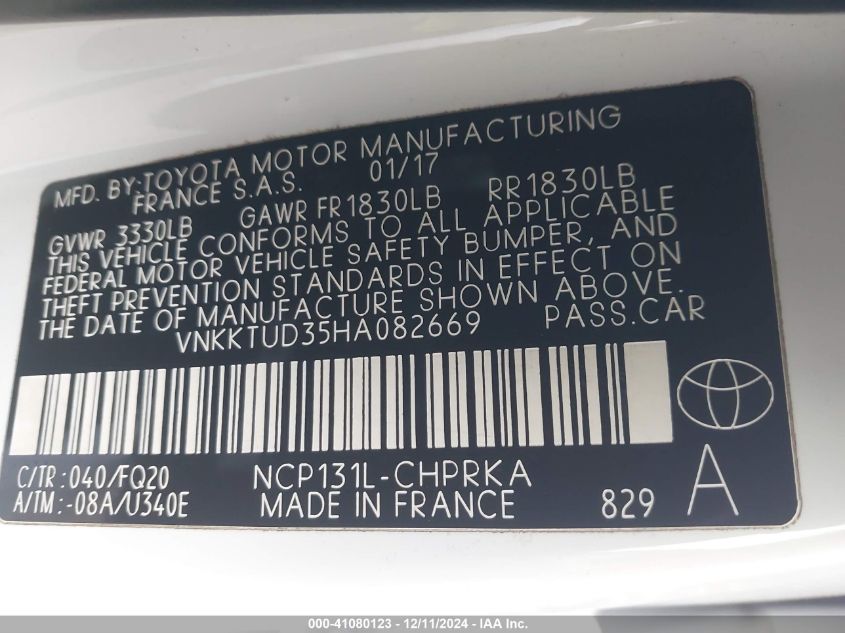 MFD. BY:TOYOTA MOTOR MANUFACTURING
FRANCE S.A.S. 01/17
GVWR 3330LB GAWR FR1830LB RR1830LB
THIS VEHICLE CONFORMS TO ALL APPLICABLE
FEDERAL MOTOR VEHICLE SAFETY BUMPER, AND
THEFT PREVENTION STANDARDS IN EFFECT ON
THE DATE OF MANUFACTURE SHOWN ABOVE.
VNKKTUD35HA082669 PASS.CAR
C/TR:040/FQ20 NCP131L-CHPRKA A
A/TM:-08A/U340E MADE IN FRANCE 829
000-41080123 - 12/11/2024 - IAA Inc.